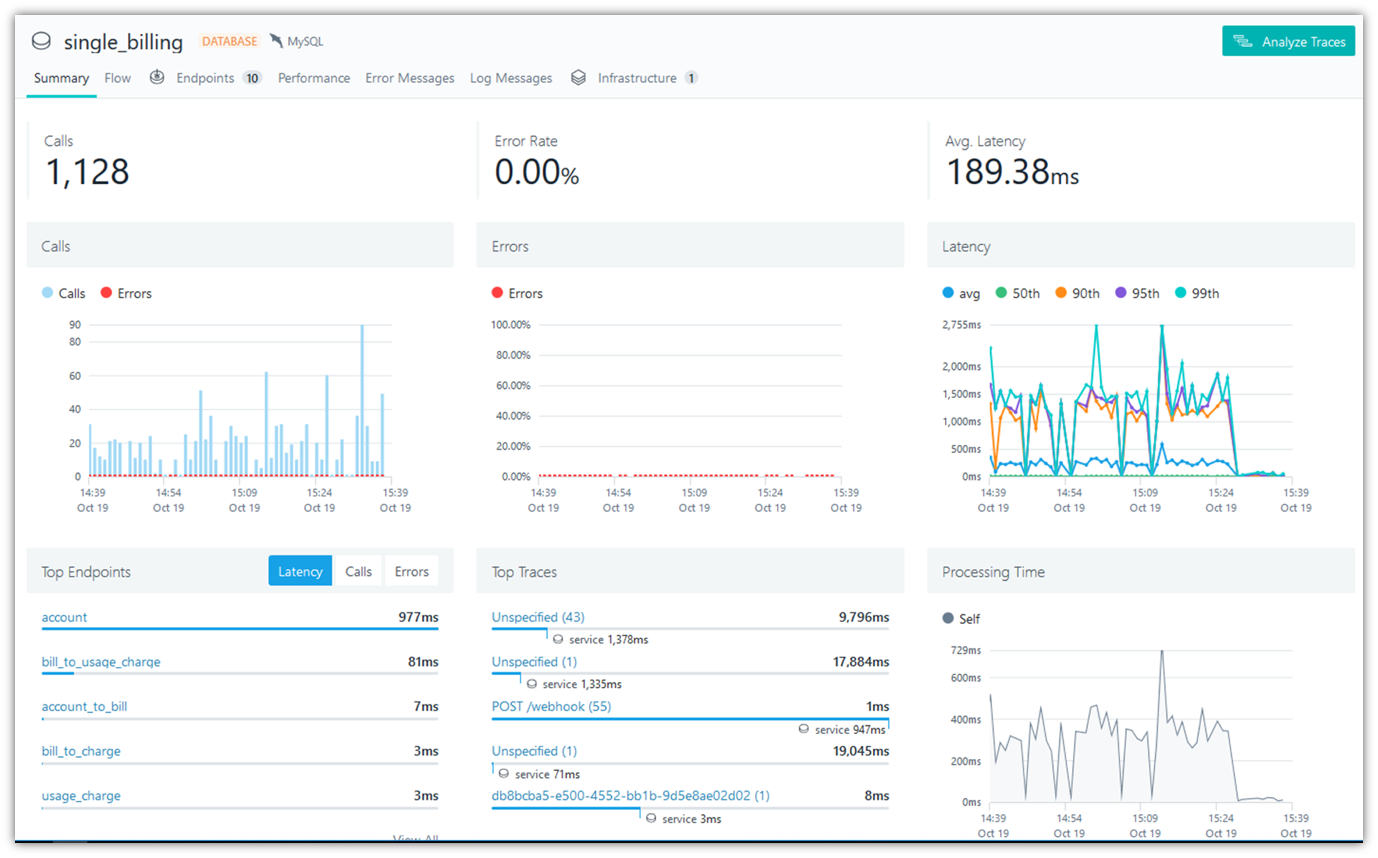 single_billing DATABASE MySQL Analyze Traces
Summary Flow Endpoints 10 Performance Error Messages Log Messages Infrastructure 1
Calls
1,128
Error Rate
0.00%
Avg. Latency
189.38ms
Calls
Calls Errors
90
80
60
40
20
0
14:39 14:54 15:09 15:24 15:39
Oct 19 Oct 19 Oct 19 Oct 19 Oct 19
Errors
Errors
100.00%
80.00%
60.00%
40.00%
20.00%
0.00%
14:39 14:54 15:09 15:24 15:39
Oct 19 Oct 19 Oct 19 Oct 19 Oct 19
Latency
avg 50th 90th 95th 99th
2,755ms
2,000ms
1,500ms
1,000ms
500ms
0ms
14:39 14:54 15:09 15:24 15:39
Oct 19 Oct 19 Oct 19 Oct 19 Oct 19
Top Endpoints Latency Calls Errors
account 977ms
bill_to_usage_charge 81ms
account_to_bill 7ms
bill_to_charge 3ms
usage_charge 3ms
View All
Top Traces
Unspecified (43) 9,796ms
service 1,378ms
Unspecified (1) 17,884ms
service 1,335ms
POST /webhook (55) 1ms
service 947ms
Unspecified (1) 19,045ms
service 71ms
db8bcba5-e500-4552-bb1b-9d5e8ae02d02 (1) 8ms
service 3ms
Processing Time
Self
729ms
600ms
400ms
200ms
0ms
14:39 14:54 15:09 15:24 15:39
Oct 19 Oct 19 Oct 19 Oct 19 Oct 19